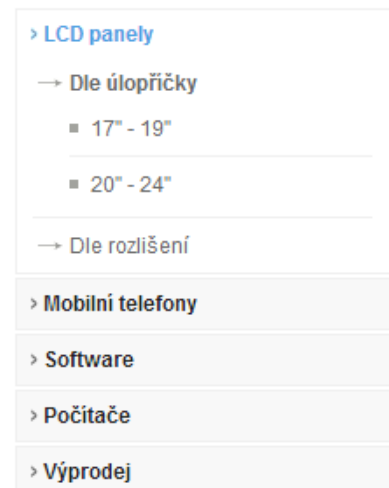 › LCD panely
→ Dle úlopříčky
▪ 17" - 19"
▪ 20" - 24"
→ Dle rozlišení
› Mobilní telefony
› Software
› Počítače
› Výprodej